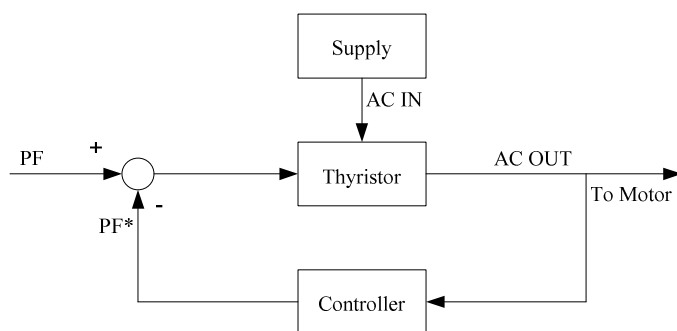 Supply
AC IN
PF
+
Thyristor
AC OUT
To Motor
-
PF*
Controller